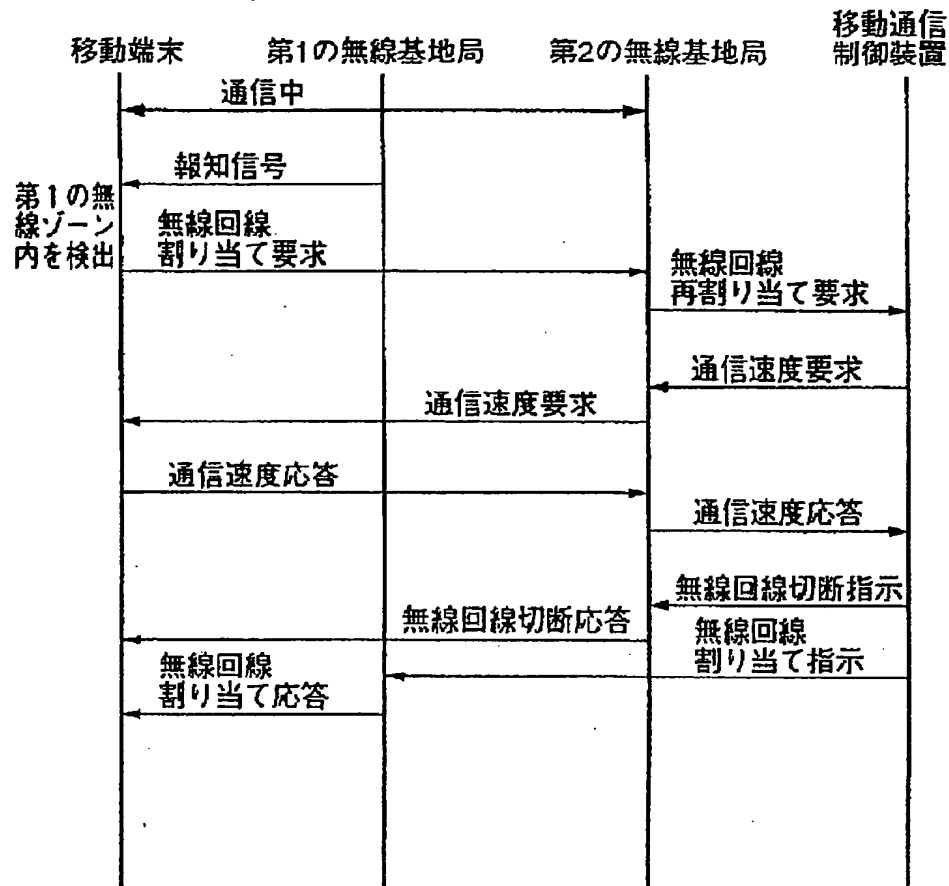 移動端末
第1の無線基地局
第2の無線基地局
移動通信
制御装置
通信中
報知信号
第1の無
線ゾーン
内を検出
無線回線
割り当て要求
無線回線
再割り当て要求
通信速度要求
通信速度要求
通信速度応答
通信速度応答
無線回線切断指示
無線回線切断応答
無線回線
割り当て指示
無線回線
割り当て応答